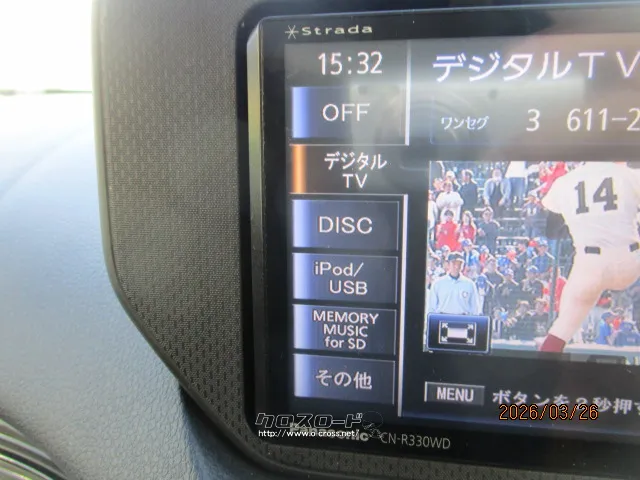 Strada
15:32
デジタルTV
OFF
ワンセグ 3 611-2
デジタル
TV
14
DISC
iPod/
USB
MEMORY
MUSIC
for SD
その他
MENU ボタンを2秒押す
2026/03/26
クロスロード
Panasonic CN-R330WD
http://www.o-cross.net